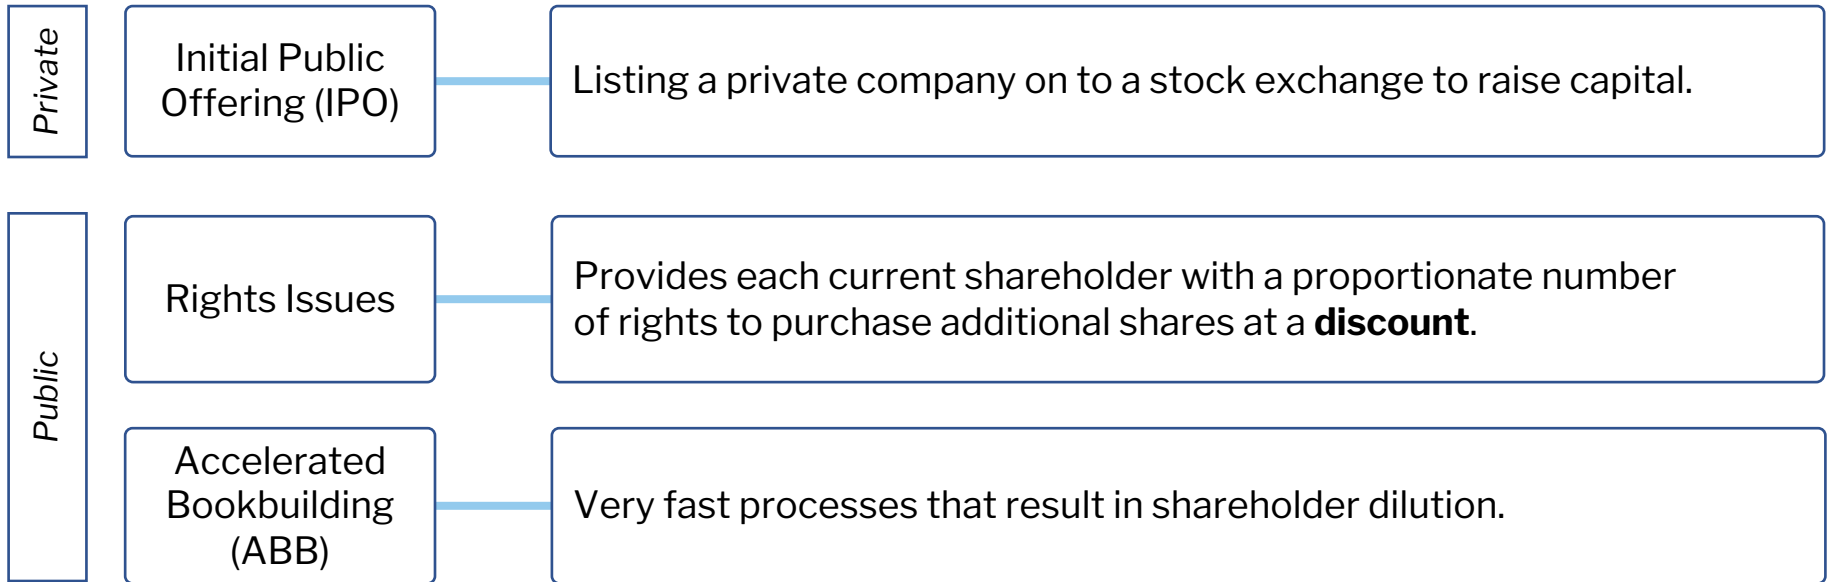 Private
Initial Public
Offering (IPO)
Listing a private company on to a stock exchange to raise capital.
Public
Rights Issues
Provides each current shareholder with a proportionate number
of rights to purchase additional shares at a discount.
Accelerated
Bookbuilding
(ABB)
Very fast processes that result in shareholder dilution.